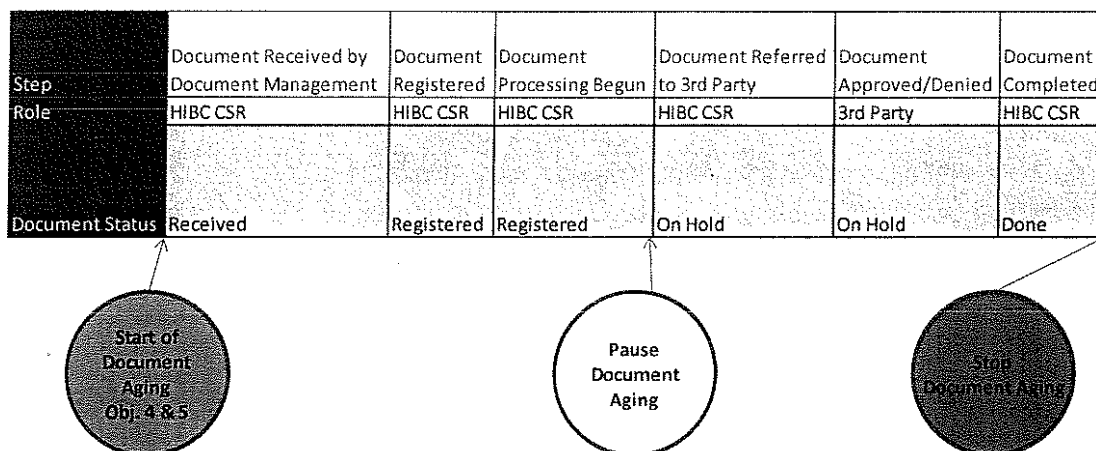 Step
Document Received by
Document Management
Document
Registered
Document
Processing Begun
Document Referred
to 3rd Party
Document
Approved/Denied
Document
Completed
Role
HIBC CSR
HIBC CSR
HIBC CSR
HIBC CSR
3rd Party
HIBC CSR
Document Status
Received
Registered
Registered
On Hold
On Hold
Done
Start of
Document
Aging
Obj. 4 & 5
Pause
Document
Aging
Stop
Document Aging